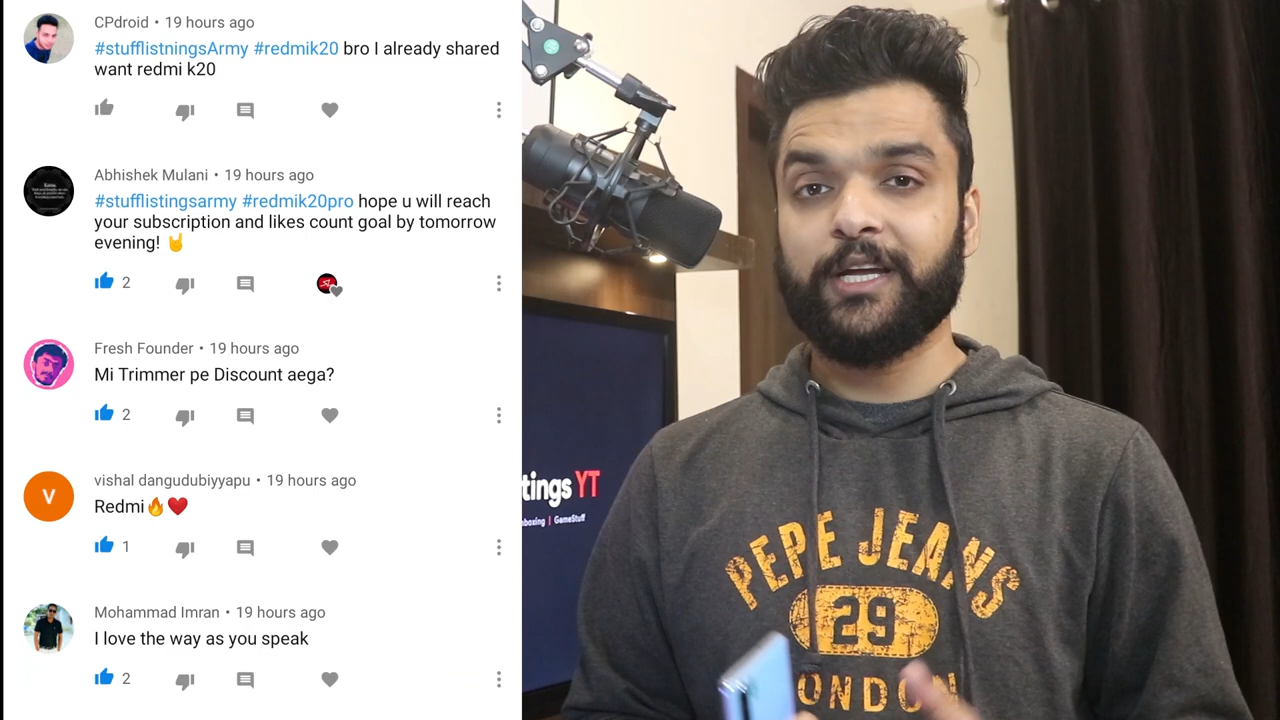 CPdroid • 19 hours ago
#stufflistningsArmy #redmik20 bro I already shared
want redmi k20
Abhishek Mulani • 19 hours ago
#stufflistingsarmy #redmik20pro hope u will reach
your subscription and likes count goal by tomorrow
evening! 🤘
2
Fresh Founder • 19 hours ago
Mi Trimmer pe Discount aega?
2
V
vishal dangudubiyyapu • 19 hours ago
Redmi🔥❤️
1
Mohammad Imran • 19 hours ago
I love the way as you speak
2
tings YT
nboxing | GameStuff
PEPE JEANS
29
LONDON